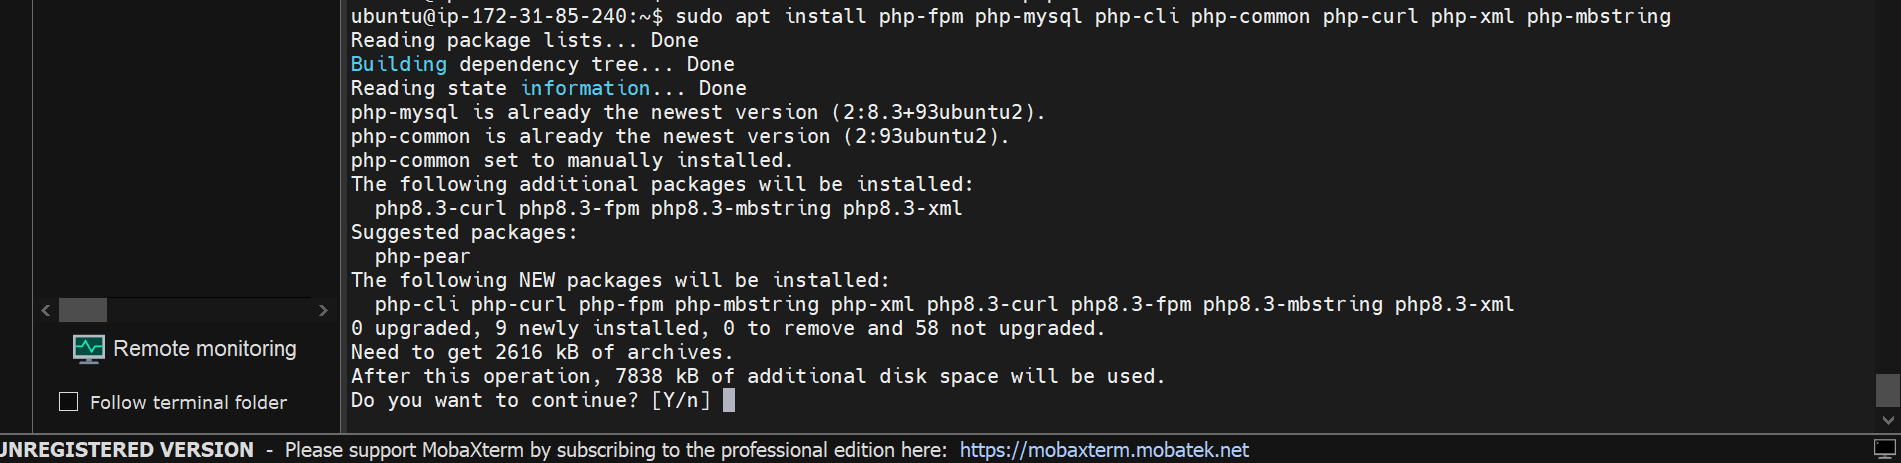 ubuntu@ip-172-31-85-240:~$ sudo apt install php-fpm php-mysql php-cli php-common php-curl php-xml php-mbstring
Reading package lists... Done
Building dependency tree... Done
Reading state information... Done
php-mysql is already the newest version (2:8.3+93ubuntu2).
php-common is already the newest version (2:93ubuntu2).
php-common set to manually installed.
The following additional packages will be installed:
  php8.3-curl php8.3-fpm php8.3-mbstring php8.3-xml
Suggested packages:
  php-pear
The following NEW packages will be installed:
  php-cli php-curl php-fpm php-mbstring php-xml php8.3-curl php8.3-fpm php8.3-mbstring php8.3-xml
0 upgraded, 9 newly installed, 0 to remove and 58 not upgraded.
Need to get 2616 kB of archives.
After this operation, 7838 kB of additional disk space will be used.
Do you want to continue? [Y/n]
Remote monitoring
Follow terminal folder
UNREGISTERED VERSION - Please support MobaXterm by subscribing to the professional edition here: https://mobaxterm.mobatek.net